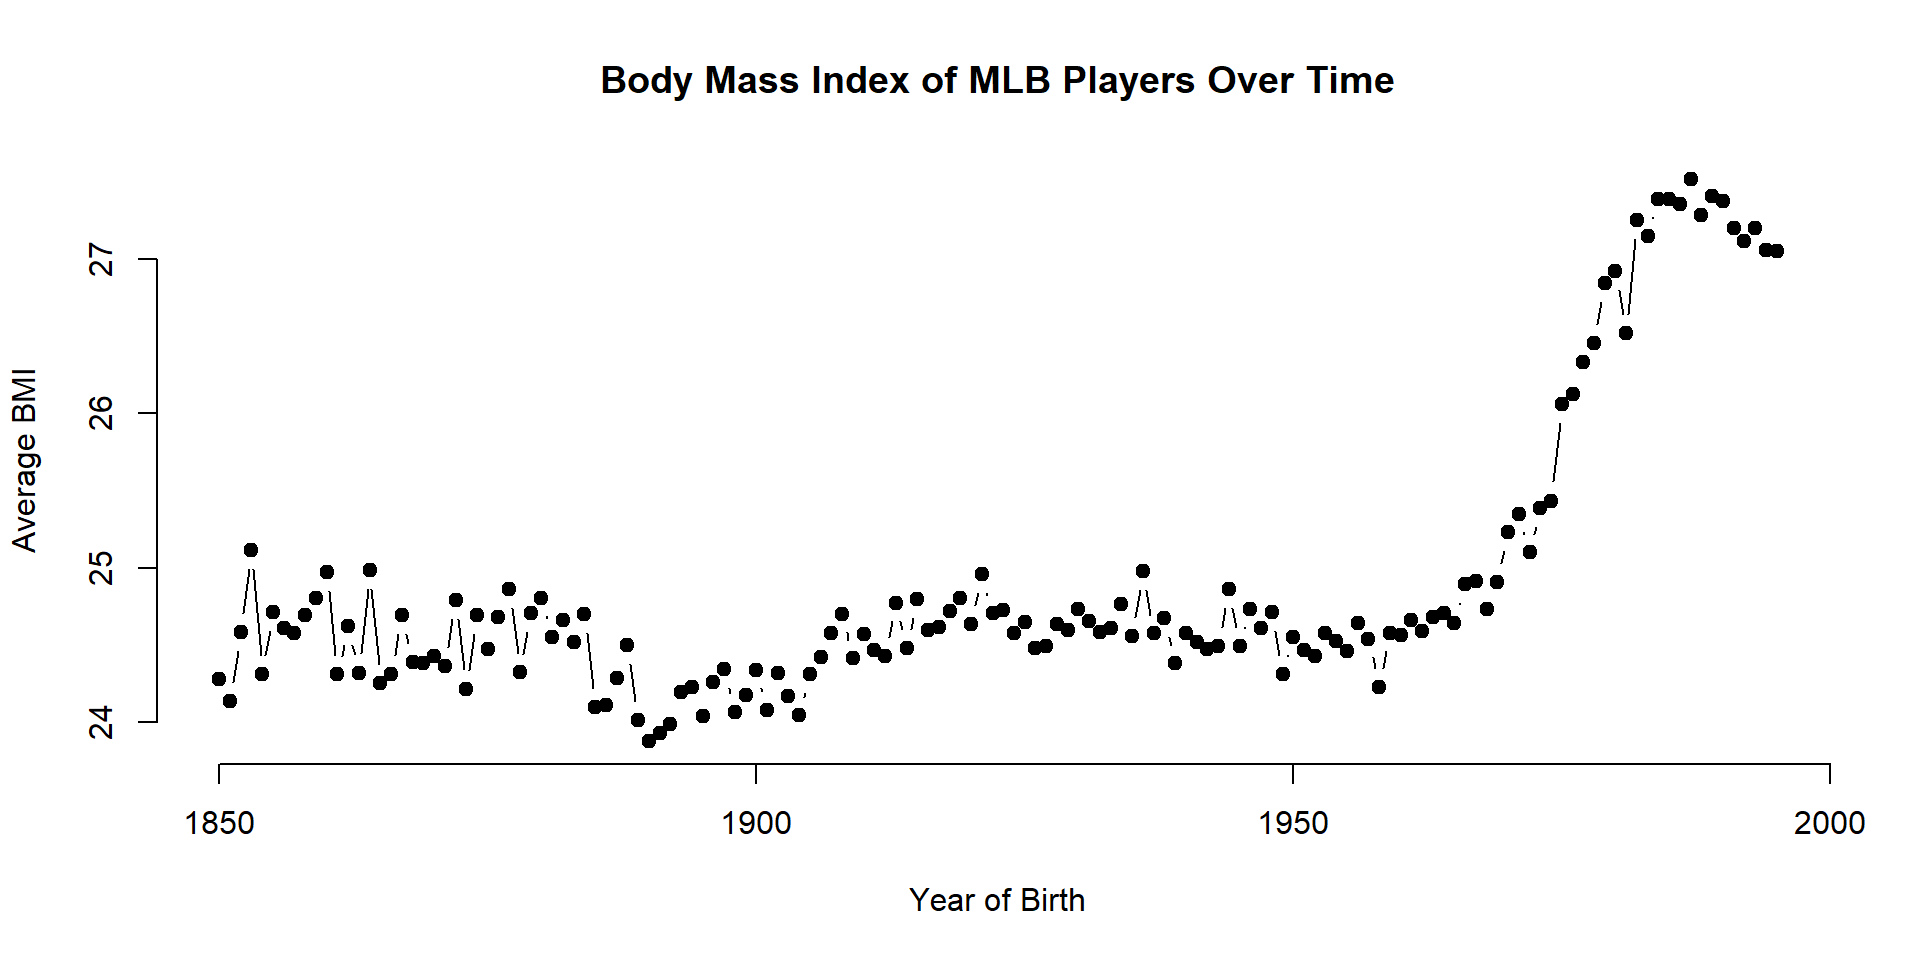 Body Mass Index of MLB Players Over Time
Average BMI
27
26
25
24
1850
1900
1950
2000
Year of Birth